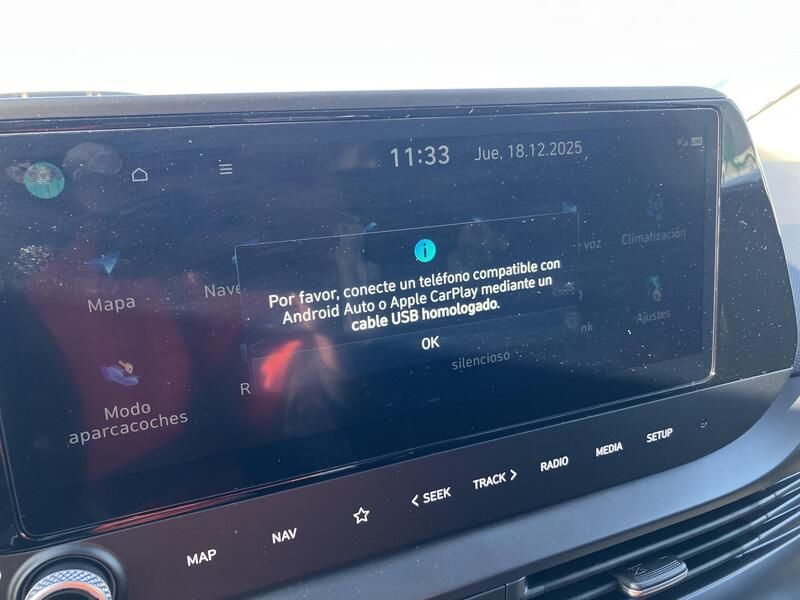 11:33 Jue, 18.12.2025
voz Climatización
Mapa
Por favor, conecte un teléfono compatible con
Android Auto o Apple CarPlay mediante un
cable USB homologado.
OK
Ajustes
silencioso
Modo
aparcacoches
MAP NAV < SEEK TRACK > RADIO MEDIA SETUP